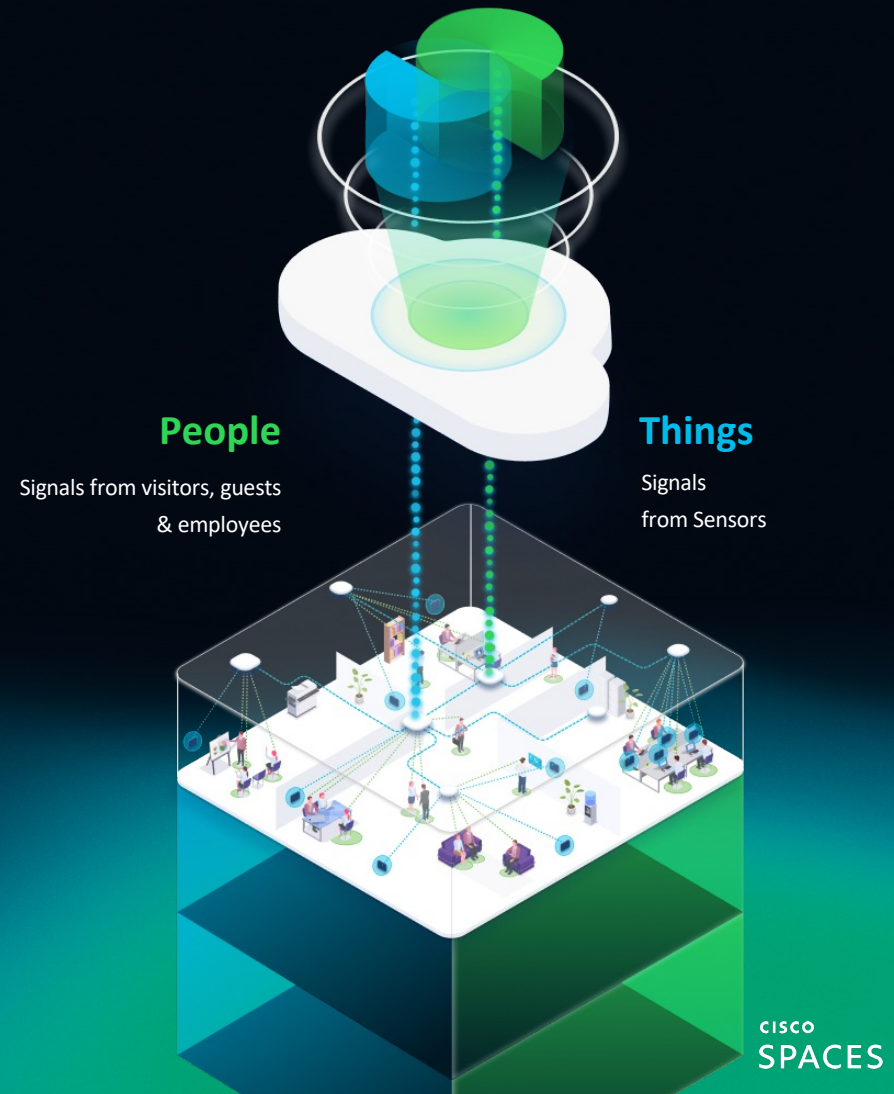 People
Signals from visitors, guests
& employees
Things
Signals
from Sensors
CISCO
SPACES